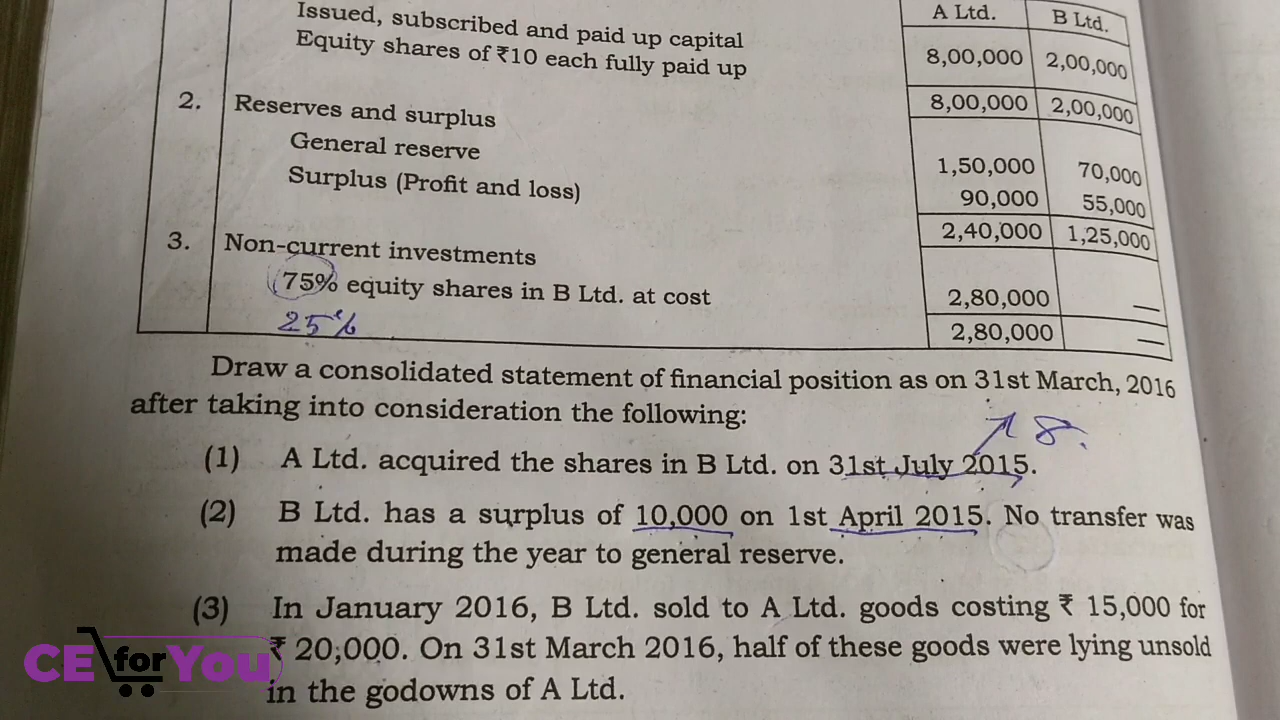 A Ltd. B Ltd.
Issued, subscribed and paid up capital
Equity shares of ₹10 each fully paid up 8,00,000 2,00,000
8,00,000 2,00,000
2. Reserves and surplus
General reserve 1,50,000 70,000
Surplus (Profit and loss) 90,000 55,000
2,40,000 1,25,000
3. Non-current investments
75% equity shares in B Ltd. at cost 2,80,000 —
25% 2,80,000 —
Draw a consolidated statement of financial position as on 31st March, 2016
after taking into consideration the following:
8
(1) A Ltd. acquired the shares in B Ltd. on 31st July 2015.
(2) B Ltd. has a surplus of 10,000 on 1st April 2015. No transfer was
made during the year to general reserve.
(3) In January 2016, B Ltd. sold to A Ltd. goods costing ₹ 15,000 for
₹ 20,000. On 31st March 2016, half of these goods were lying unsold
in the godowns of A Ltd.
CE for You